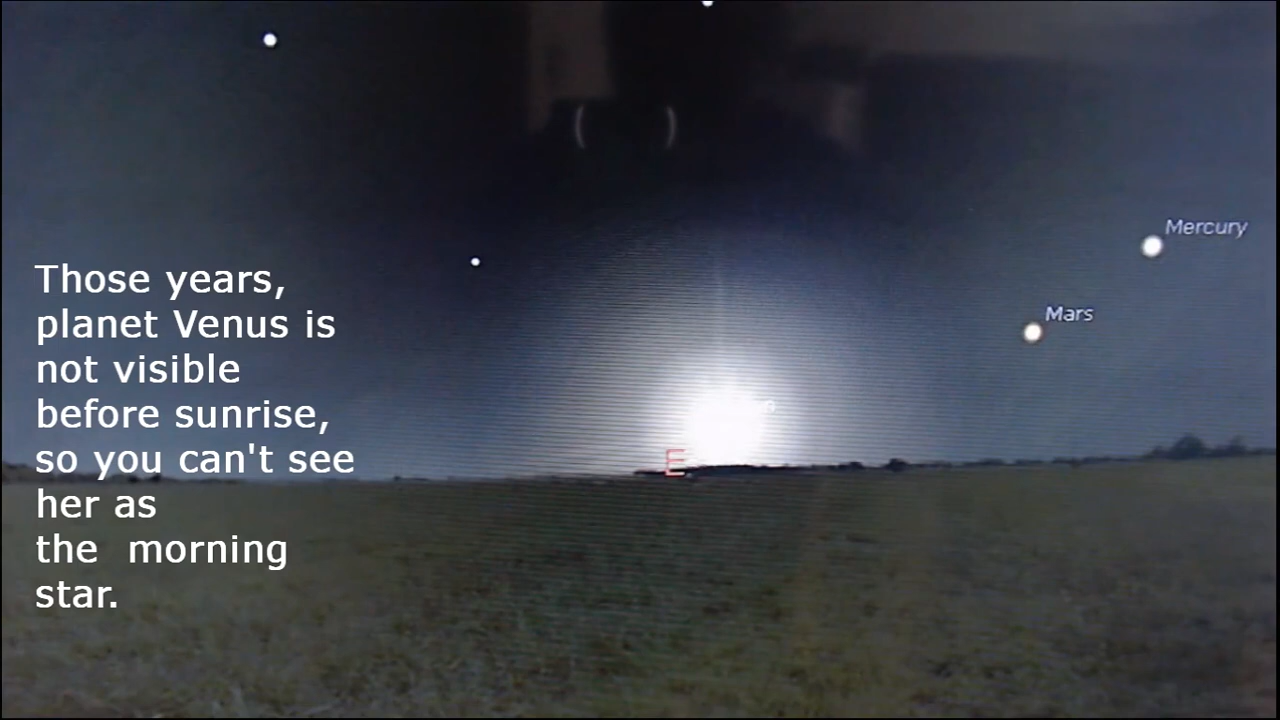 Mercury
Mars
Those years,
planet Venus is
not visible
before sunrise,
so you can't see
her as
the  morning
star.
E